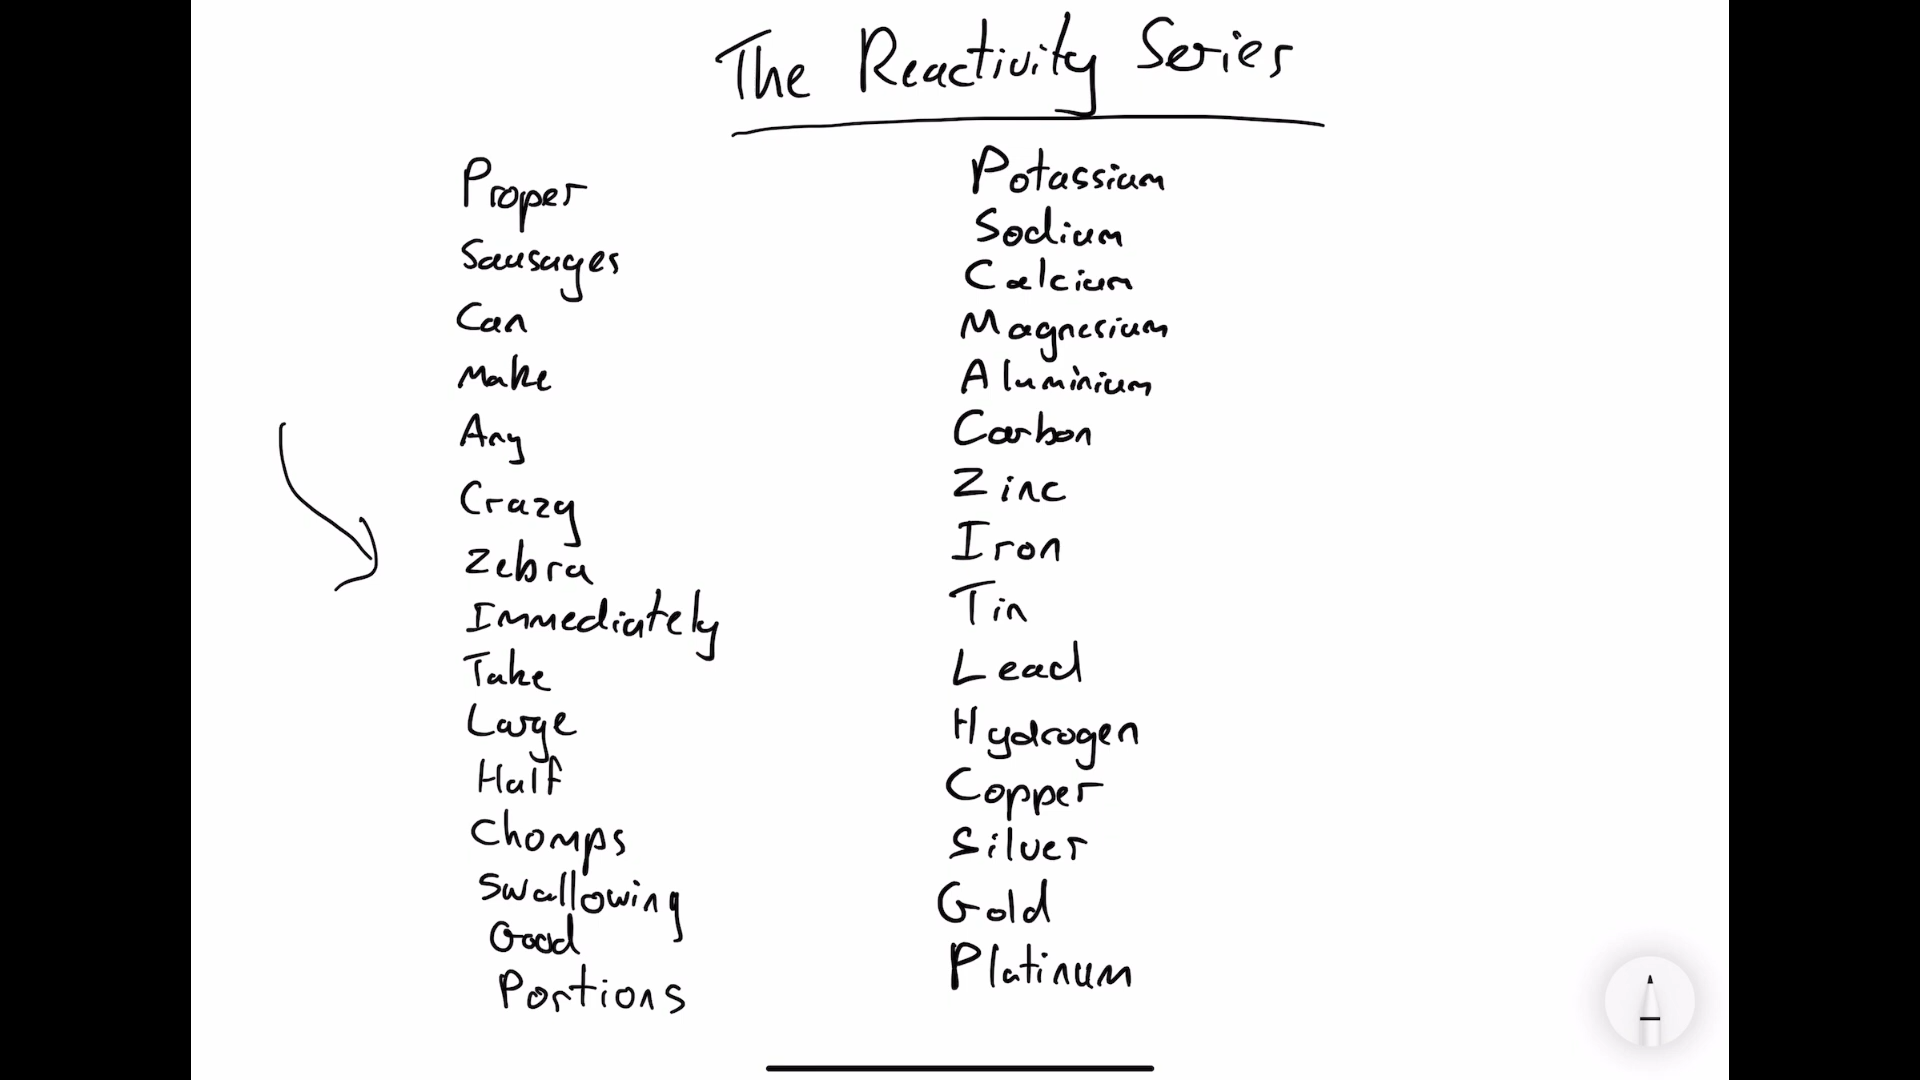 The Reactivity Series
Proper
Sausages
Can
Make
Any
Crazy
Zebra
Immediately
Take
Large
Half
Chomps
Swallowing
Good
Portions
Potassium
Sodium
Calcium
Magnesium
Aluminium
Carbon
Zinc
Iron
Tin
Lead
Hydrogen
Copper
Silver
Gold
Platinum